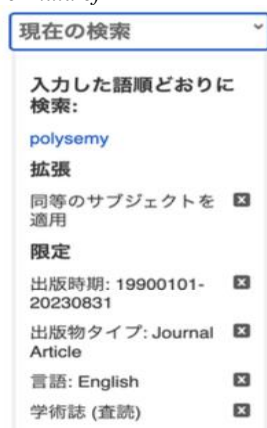 現在の検索
入力した語順どおりに
検索:
polysemy
拡張
同等のサブジェクトを
適用
限定
出版時期: 19900101-
20230831
出版物タイプ: Journal
Article
言語: English
学術誌 (査読)